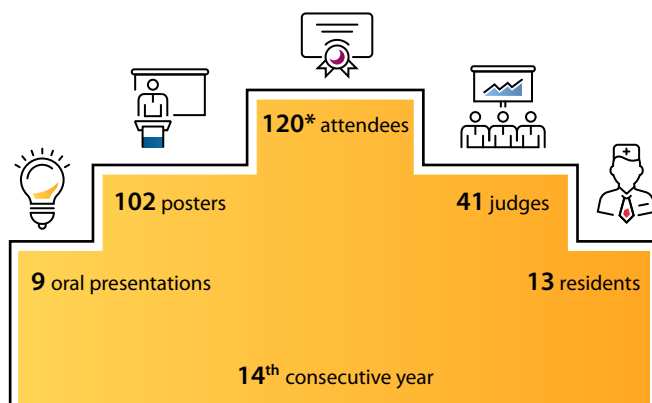 120* attendees
102 posters
41 judges
9 oral presentations
13 residents
14th consecutive year